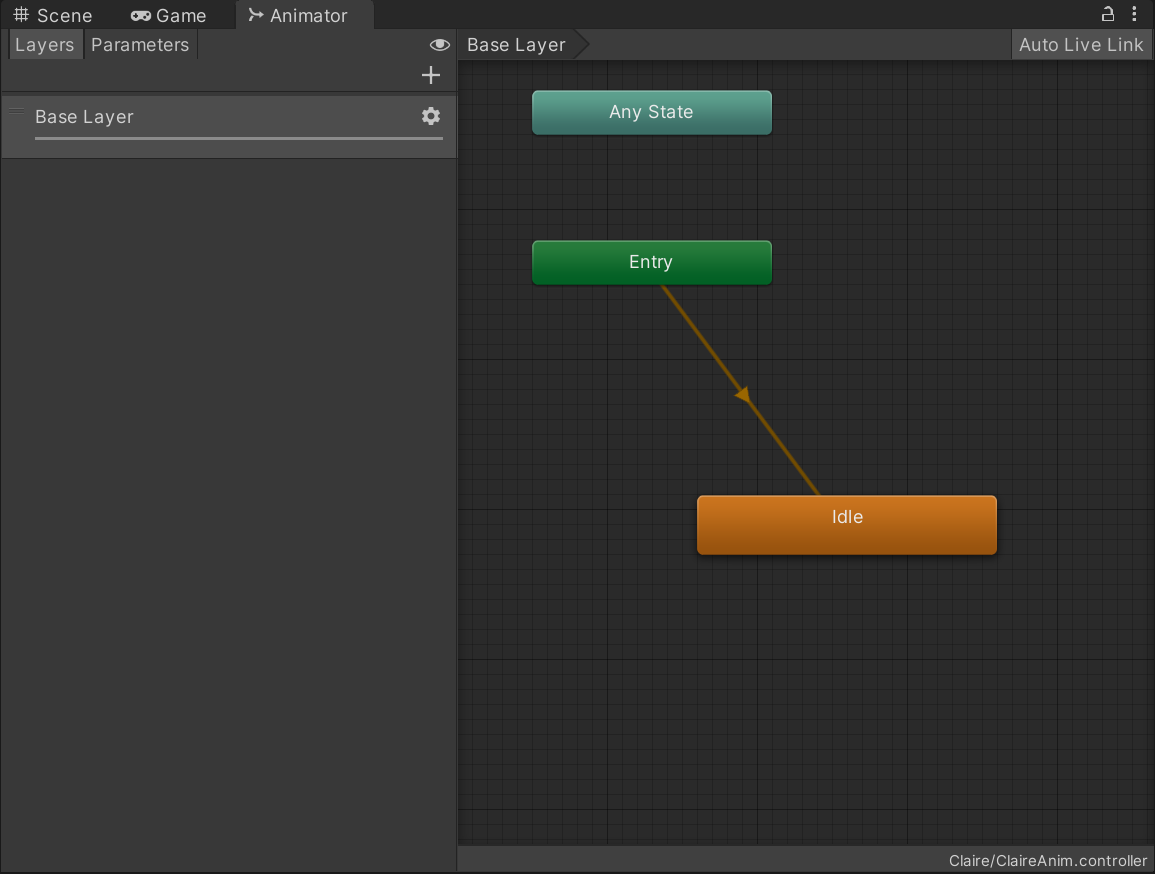 Scene Game Animator
Layers Parameters
Base Layer
Auto Live Link
Base Layer
Any State
Entry
Idle
Claire/ClaireAnim.controller